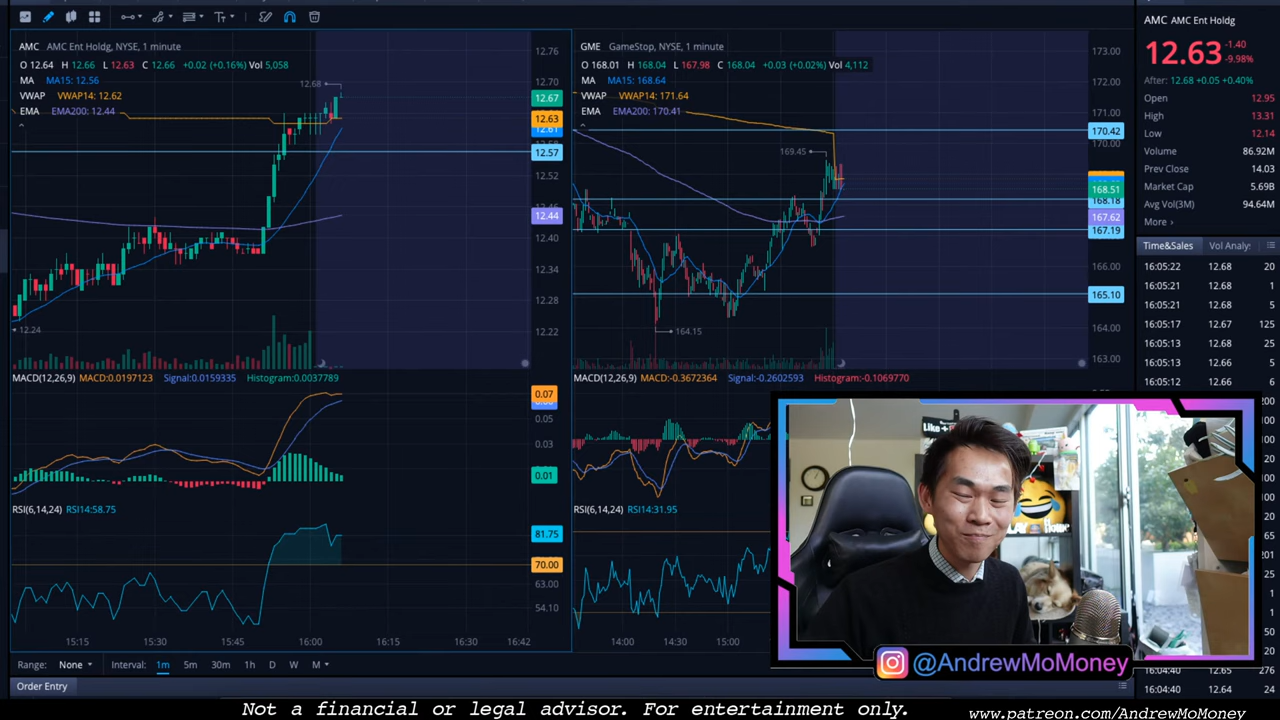 AMC AMC Ent Holdg, NYSE, 1 minute
O 12.64 H 12.66 L 12.63 C 12.66 +0.02 (+0.16%) Vol 5,058
MA MA15: 12.56
VWAP VWAP14: 12.62
EMA EMA200: 12.44
12.68
12.24
12.76
12.70
12.67
12.63
12.61
12.57
12.52
12.46
12.44
12.40
12.34
12.28
12.22
MACD(12,26,9) MACD:0.0197123 Signal:0.0159335 Histogram:0.0037789
0.07
0.05
0.03
0.01
RSI(6,14,24) RSI14:58.75
81.75
70.00
63.00
54.10
15:15 15:30 15:45 16:00 16:15 16:30 16:42
GME GameStop, NYSE, 1 minute
O 168.01 H 168.04 L 167.98 C 168.04 +0.03 (+0.02%) Vol 4,112
MA MA15: 168.64
VWAP VWAP14: 171.64
EMA EMA200: 170.41
169.45
164.15
173.00
172.00
171.00
170.42
170.00
168.51
168.18
167.62
167.19
166.00
165.10
164.00
163.00
MACD(12,26,9) MACD:-0.3672364 Signal:-0.2602593 Histogram:-0.1069770
RSI(6,14,24) RSI14:31.95
14:00 14:30 15:00
Range: None Interval: 1m 5m 30m 1h D W M
Order Entry
AMC AMC Ent Holdg
12.63 -1.40
-9.98%
After: 12.68 +0.05 +0.40%
Open 12.95
High 13.31
Low 12.14
Volume 86.92M
Prev Close 14.03
Market Cap 5.69B
Avg Vol(3M) 94.64M
More >
Time&Sales Vol Analy
16:05:22 12.68 20
16:05:21 12.68 1
16:05:21 12.68 5
16:05:17 12.67 125
16:05:13 12.68 25
16:05:13 12.66 5
16:05:12 12.66 6
16:04:40 12.65 276
16:04:40 12.64 24
Like +
@AndrewMoMoney
Not a financial or legal advisor. For entertainment only.
www.patreon.com/AndrewMoMoney